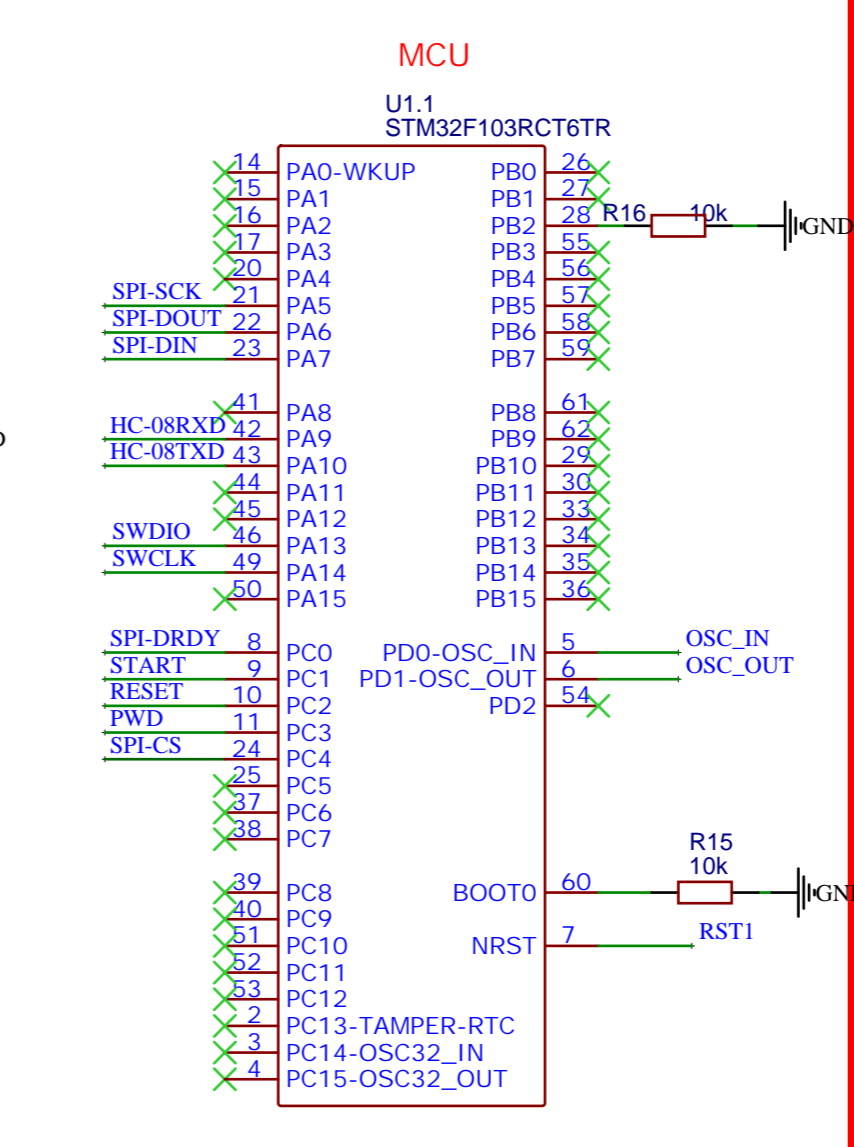 MCU
U1.1
STM32F103RCT6TR
14 PA0-WKUP PB0 26
15 PA1 PB1 27
16 PA2 PB2 28 R16 10k GND
17 PA3 PB3 55
20 PA4 PB4 56
SPI-SCK 21 PA5 PB5 57
SPI-DOUT 22 PA6 PB6 58
SPI-DIN 23 PA7 PB7 59
41 PA8 PB8 61
HC-08RXD 42 PA9 PB9 62
HC-08TXD 43 PA10 PB10 29
44 PA11 PB11 30
45 PA12 PB12 33
SWDIO 46 PA13 PB13 34
SWCLK 49 PA14 PB14 35
50 PA15 PB15 36
SPI-DRDY 8 PC0 PD0-OSC_IN 5 OSC_IN
START 9 PC1 PD1-OSC_OUT 6 OSC_OUT
RESET 10 PC2 PD2 54
PWD 11 PC3
SPI-CS 24 PC4
25 PC5
37 PC6
38 PC7
R15
10k
39 PC8 BOOT0 60 GN
40 PC9
51 PC10 NRST 7 RST1
52 PC11
53 PC12
2 PC13-TAMPER-RTC
3 PC14-OSC32_IN
4 PC15-OSC32_OUT